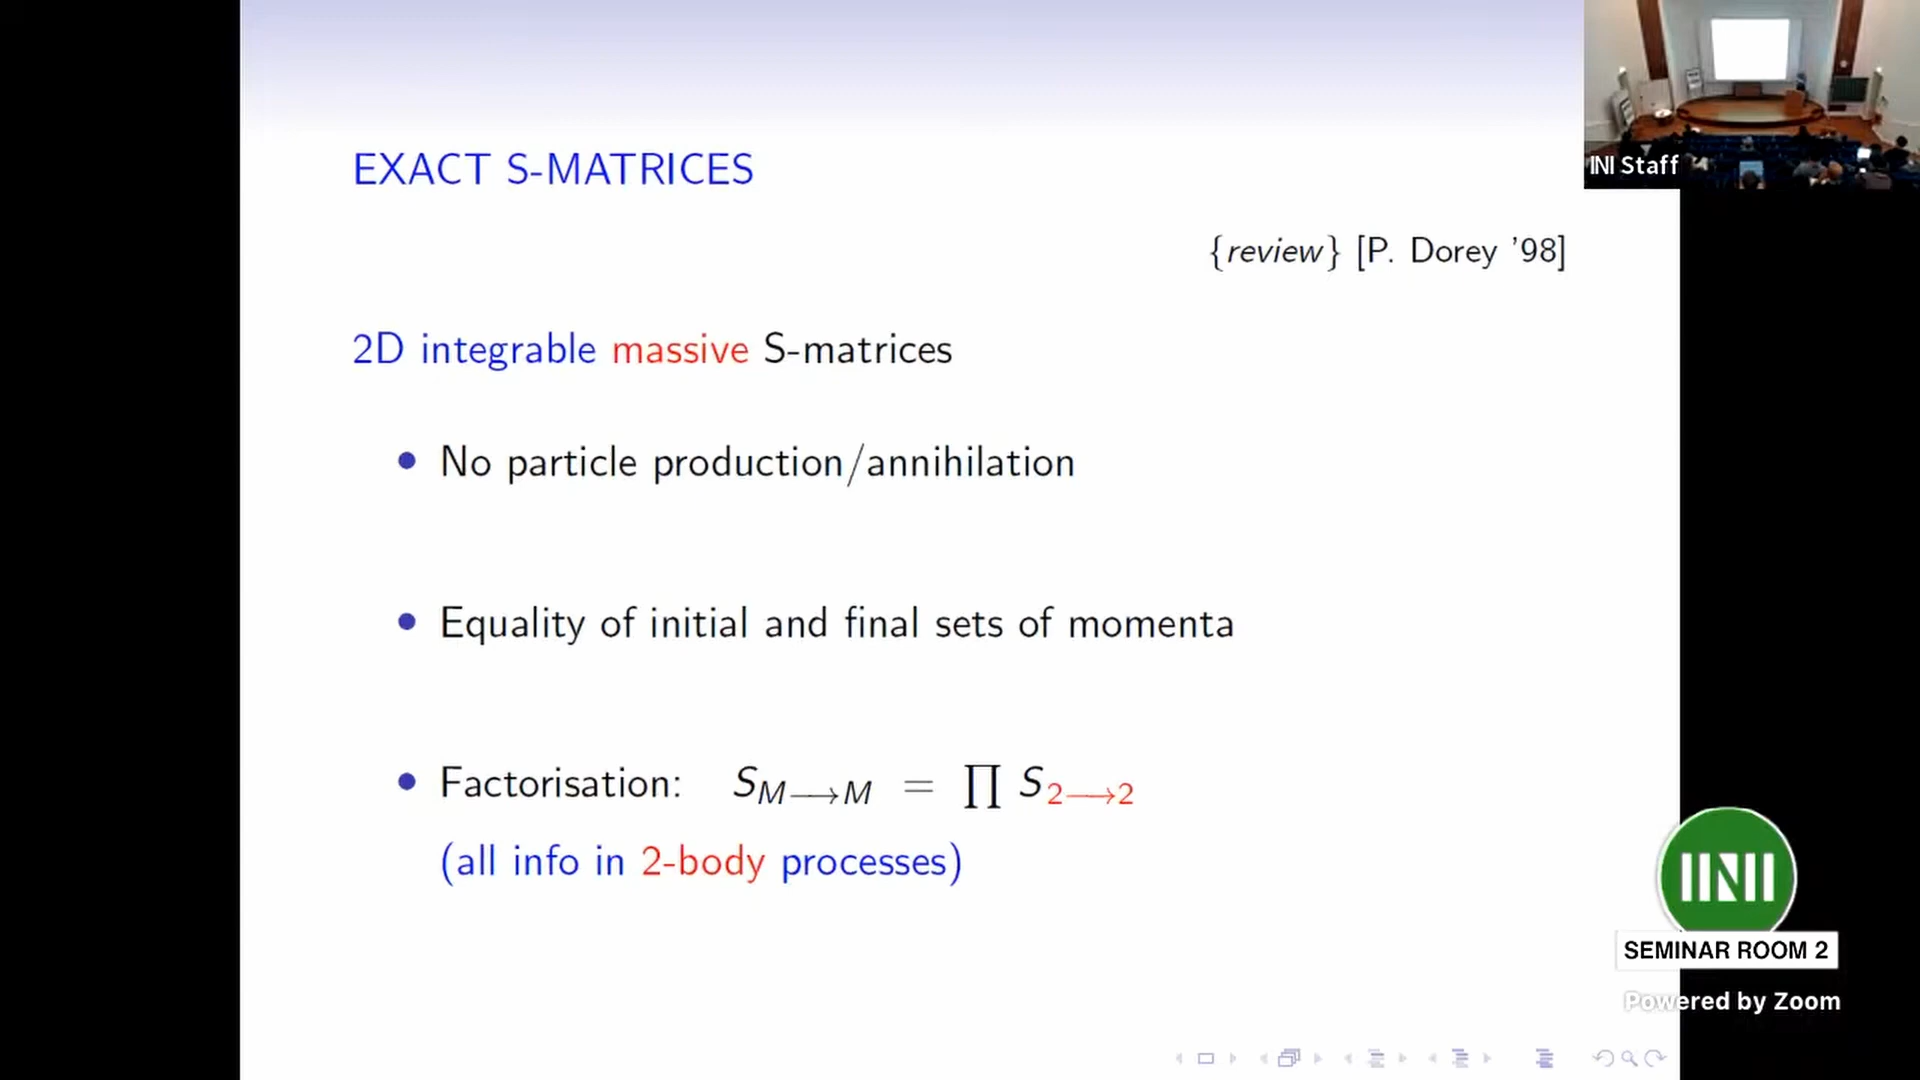 EXACT S-MATRICES
INI Staff
{review} [P. Dorey '98]
2D integrable massive S-matrices
• No particle production/annihilation
• Equality of initial and final sets of momenta
• Factorisation: S_{M⟶M} = ∏ S_{2⟶2}
(all info in 2-body processes)
INI
SEMINAR ROOM 2
Powered by Zoom